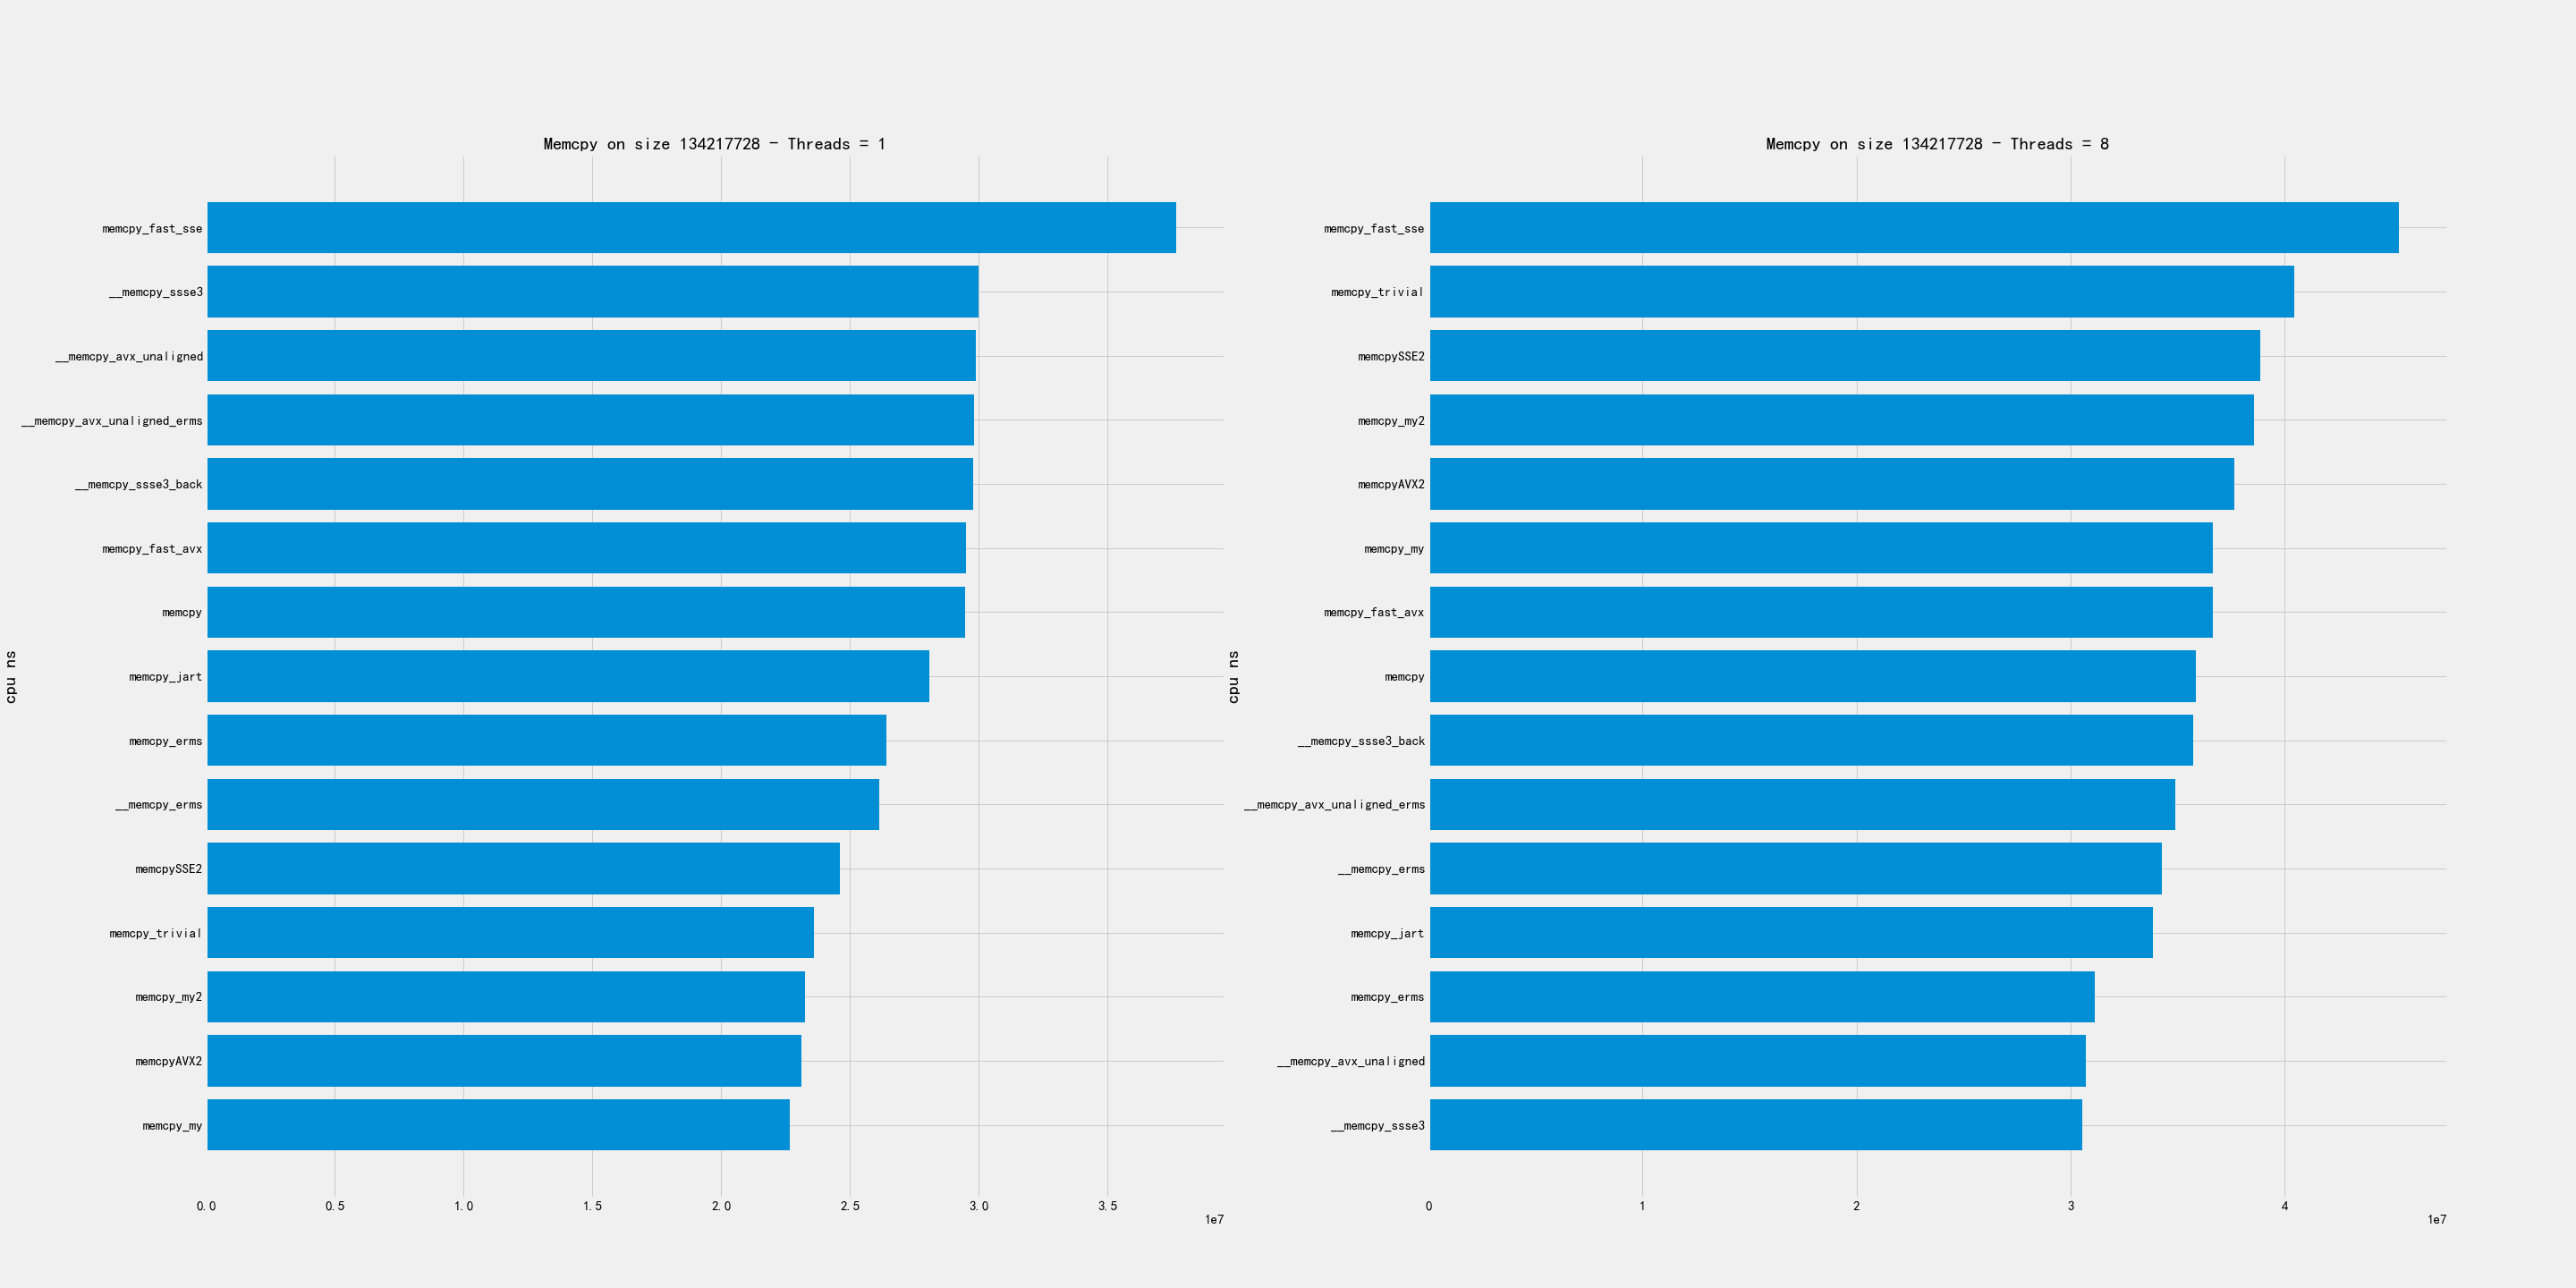 Memcpy on size 134217728 - Threads = 1
memcpy_fast_sse
__memcpy_ssse3
__memcpy_avx_unaligned
__memcpy_avx_unaligned_erms
__memcpy_ssse3_back
memcpy_fast_avx
memcpy
memcpy_jart
memcpy_erms
__memcpy_erms
memcpySSE2
memcpy_trivial
memcpy_my2
memcpyAVX2
memcpy_my
cpu ns
0.0 0.5 1.0 1.5 2.0 2.5 3.0 3.5
1e7
Memcpy on size 134217728 - Threads = 8
memcpy_fast_sse
memcpy_trivial
memcpySSE2
memcpy_my2
memcpyAVX2
memcpy_my
memcpy_fast_avx
memcpy
__memcpy_ssse3_back
__memcpy_avx_unaligned_erms
__memcpy_erms
memcpy_jart
memcpy_erms
__memcpy_avx_unaligned
__memcpy_ssse3
cpu ns
0 1 2 3 4
1e7